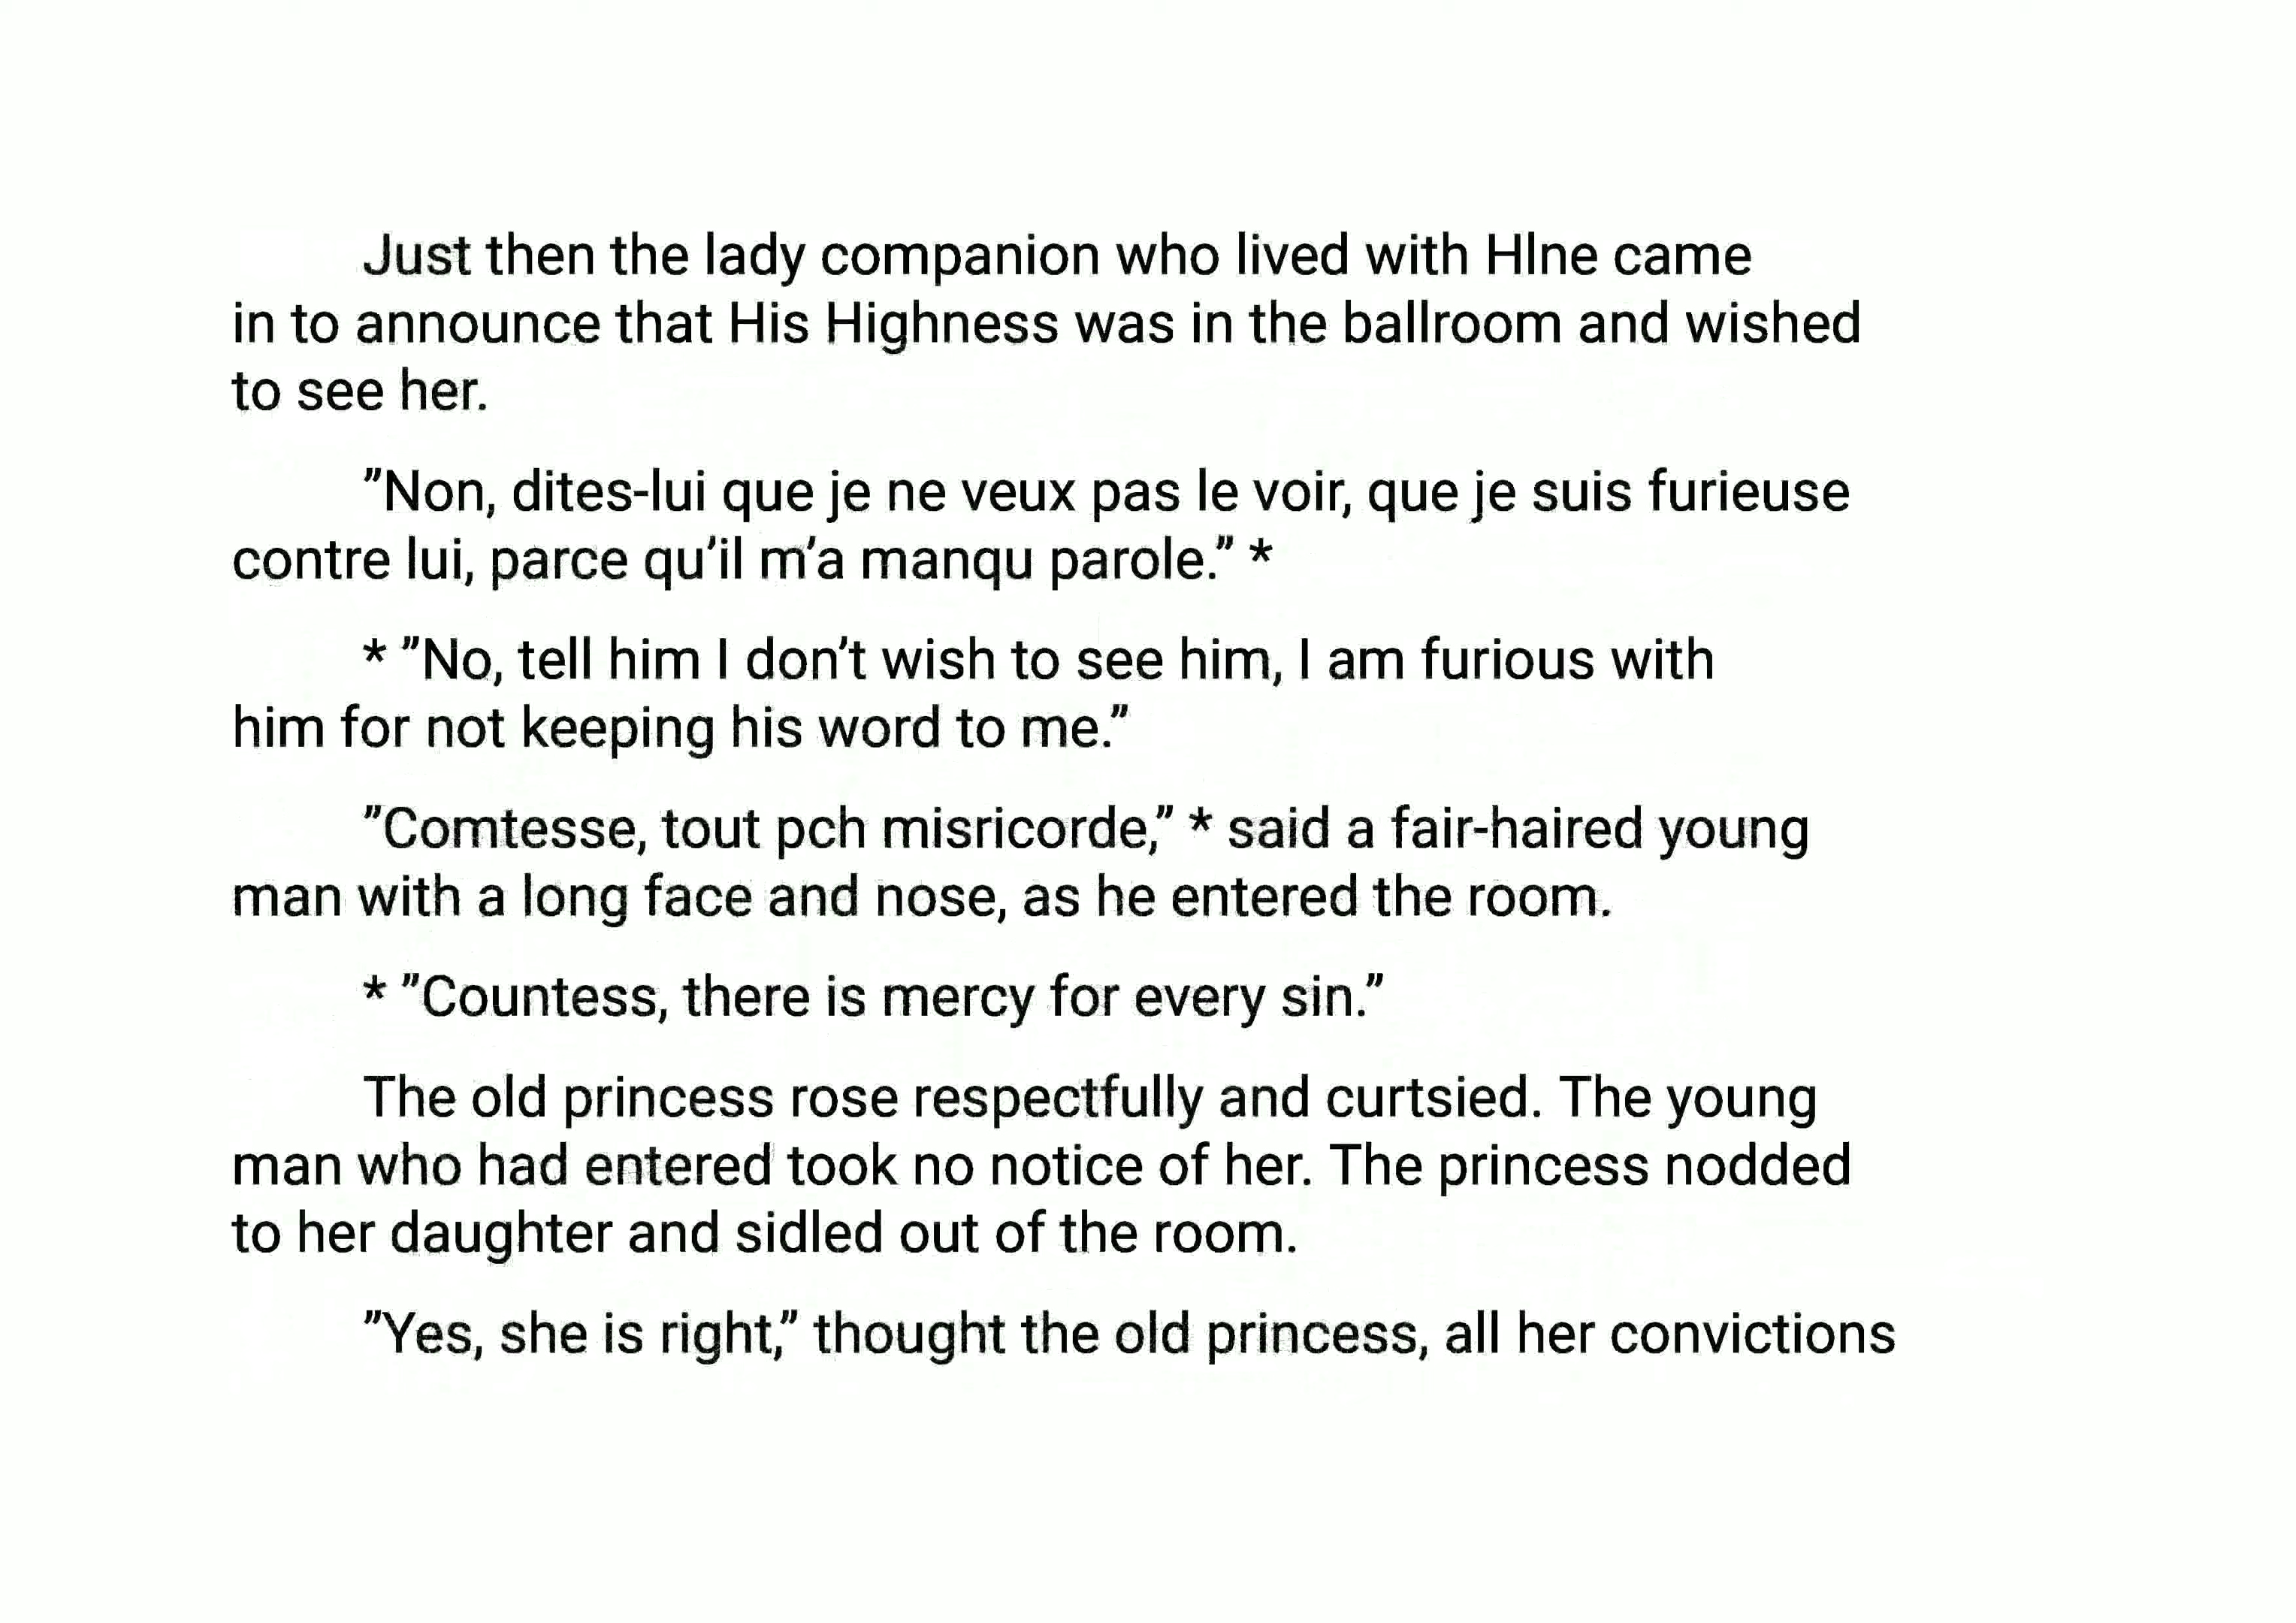 Just then the lady companion who lived with Hlne came
in to announce that His Highness was in the ballroom and wished
to see her.
”Non, dites-lui que je ne veux pas le voir, que je suis furieuse
contre lui, parce qu’il m’a manqu parole.” *
* ”No, tell him I don’t wish to see him, I am furious with
him for not keeping his word to me.”
”Comtesse, tout pch misricorde,” * said a fair-haired young
man with a long face and nose, as he entered the room.
* ”Countess, there is mercy for every sin.”
The old princess rose respectfully and curtsied. The young
man who had entered took no notice of her. The princess nodded
to her daughter and sidled out of the room.
”Yes, she is right,” thought the old princess, all her convictions